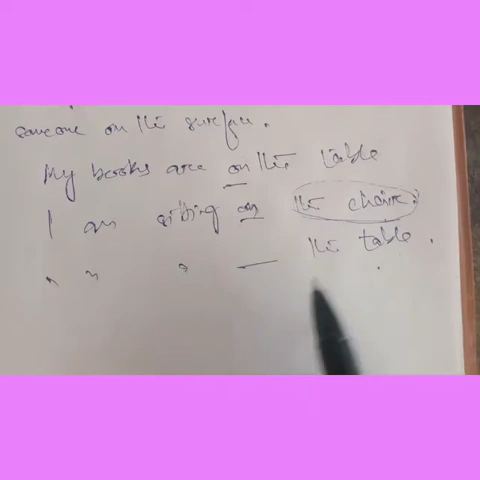 someone on the surface.
My books are on the table
I am sitting on the chair.
" " " — the table.